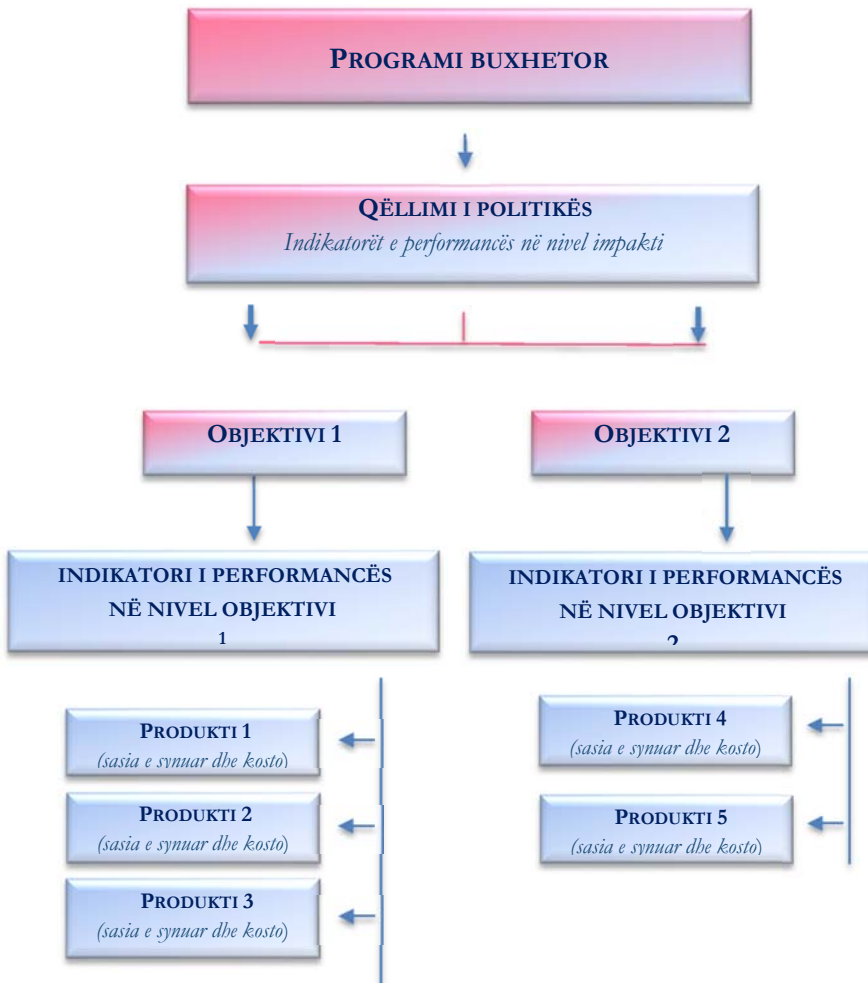 PROGRAMI BUXHETOR
QËLLIMI I POLITIKËS
Indikatorët e performancës në nivel impakti
OBJEKTIVI 1
INDIKATORI I PERFORMANCËS
NË NIVEL OBJEKTIVI
1
PRODUKTI 1
(sasia e synuar dhe kosto)
PRODUKTI 2
(sasia e synuar dhe kosto)
PRODUKTI 3
(sasia e synuar dhe kosto)
OBJEKTIVI 2
INDIKATORI I PERFORMANCËS
NË NIVEL OBJEKTIVI
2
PRODUKTI 4
(sasia e synuar dhe kosto)
PRODUKTI 5
(sasia e synuar dhe kosto)